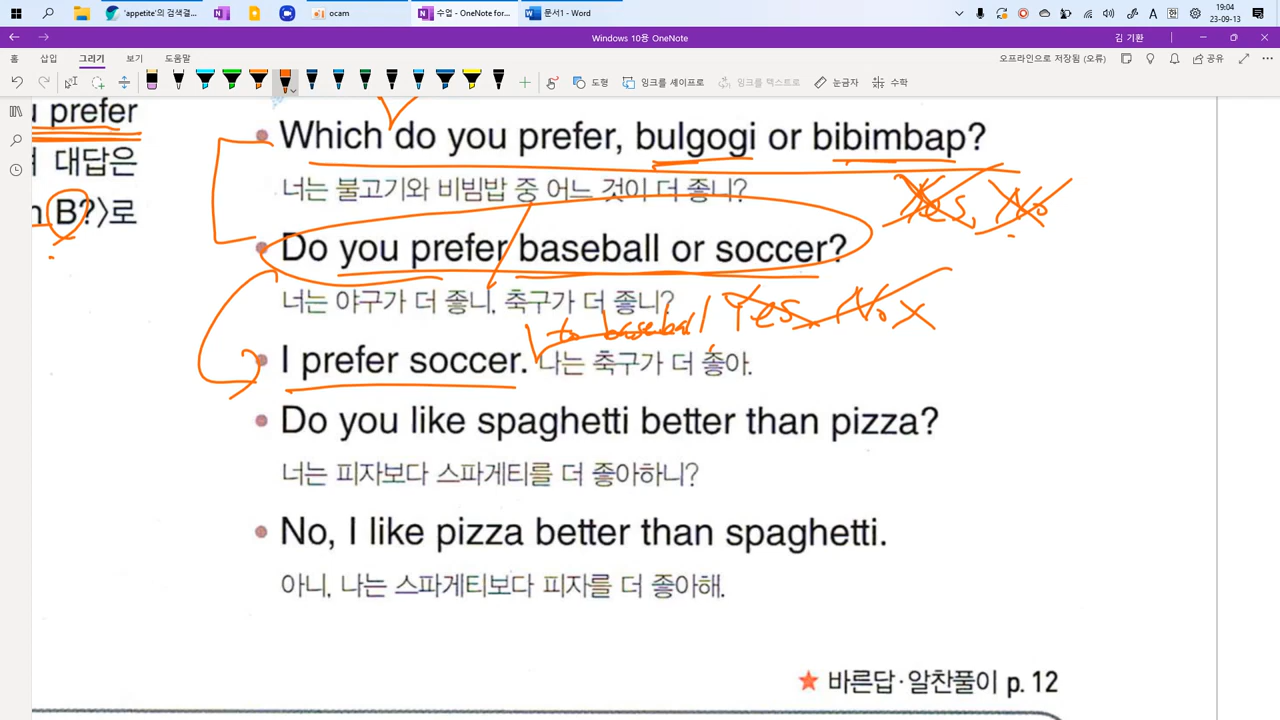 'appetite'의 검색결...
ocam
수업 - OneNote for...
문서1 - Word
19:04
23-09-13
Windows 10용 OneNote
김 기환
홈 삽입 그리기 보기 도움말
오프라인으로 저장됨 (오류) 공유
도형 잉크를 셰이프로 잉크를 텍스트로 눈금자 수학
u prefer
Which do you prefer, bulgogi or bibimbap?
대답은
너는 불고기와 비빔밥 중 어느 것이 더 좋니?
Yes, No
B?>로
Do you prefer baseball or soccer?
너는 야구가 더 좋니, 축구가 더 좋니?
Yes No x
to baseball
I prefer soccer. 나는 축구가 더 좋아.
Do you like spaghetti better than pizza?
너는 피자보다 스파게티를 더 좋아하니?
No, I like pizza better than spaghetti.
아니, 나는 스파게티보다 피자를 더 좋아해.
★ 바른답·알찬풀이 p. 12